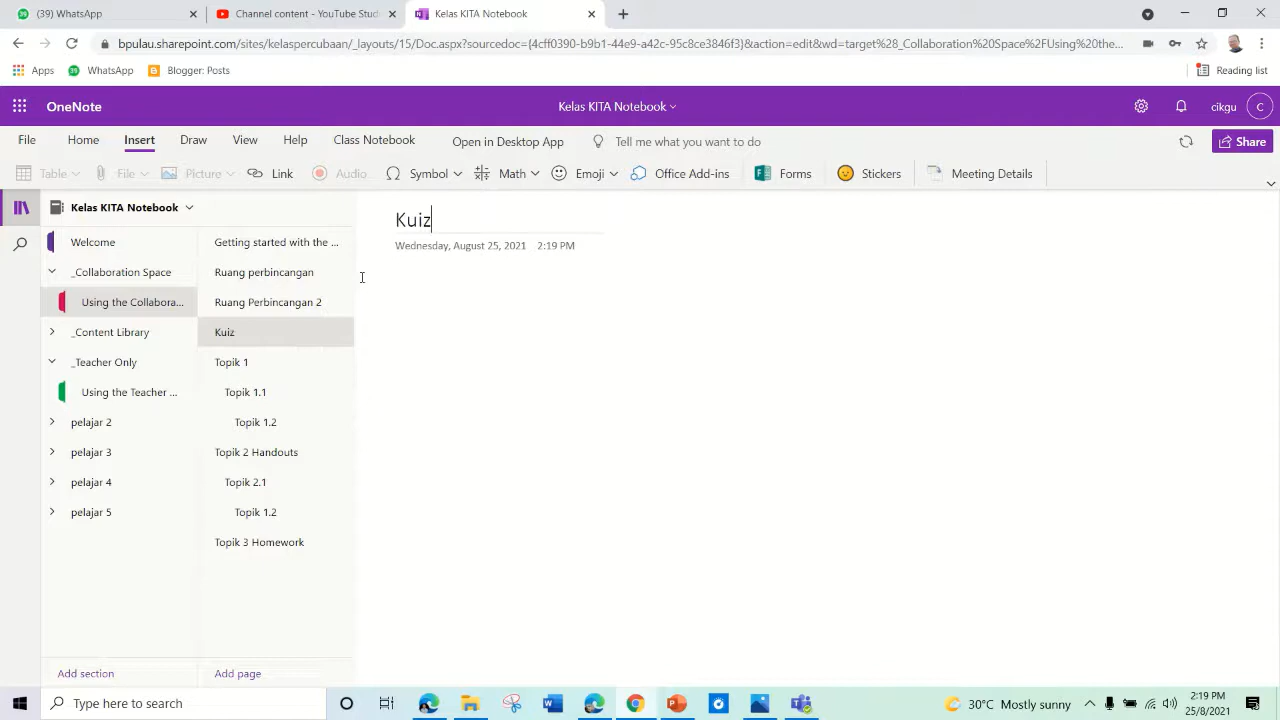 (39) WhatsApp
Channel content - YouTube Stud
Kelas KITA Notebook
bpulau.sharepoint.com/sites/kelaspercubaan/_layouts/15/Doc.aspx?sourcedoc={4cff0390-b9b1-44e9-a42c-95c8ce3846f3}&action=edit&wd=target%28_Collaboration%20Space%2FUsing%20the...
Apps
39
WhatsApp
Blogger: Posts
Reading list
OneNote
Kelas KITA Notebook
cikgu
C
File
Home
Insert
Draw
View
Help
Class Notebook
Open in Desktop App
Tell me what you want to do
Share
Table
File
Picture
Link
Audio
Symbol
Math
Emoji
Office Add-ins
Forms
Stickers
Meeting Details
Kelas KITA Notebook
Welcome
_Collaboration Space
Using the Collabora...
_Content Library
_Teacher Only
Using the Teacher ...
pelajar 2
pelajar 3
pelajar 4
pelajar 5
Add section
Getting started with the ...
Ruang perbincangan
Ruang Perbincangan 2
Kuiz
Topik 1
Topik 1.1
Topik 1.2
Topik 2 Handouts
Topik 2.1
Topik 1.2
Topik 3 Homework
Add page
Kuiz
Wednesday, August 25, 2021 2:19 PM
Type here to search
30°C Mostly sunny
2:19 PM
25/8/2021